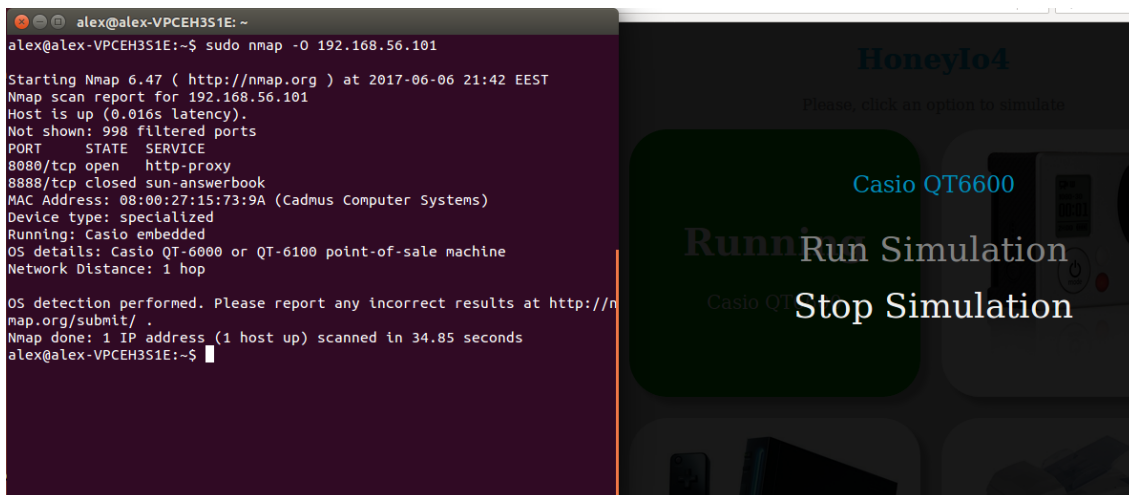 alex@alex-VPCEH3S1E: ~
alex@alex-VPCEH3S1E:~$ sudo nmap -O 192.168.56.101
Starting Nmap 6.47 ( http://nmap.org ) at 2017-06-06 21:42 EEST
Nmap scan report for 192.168.56.101
Host is up (0.016s latency).
Not shown: 998 filtered ports
PORT     STATE  SERVICE
8080/tcp open   http-proxy
8888/tcp closed sun-answerbook
MAC Address: 08:00:27:15:73:9A (Cadmus Computer Systems)
Device type: specialized
Running: Casio embedded
OS details: Casio QT-6000 or QT-6100 point-of-sale machine
Network Distance: 1 hop
OS detection performed. Please report any incorrect results at http://n
map.org/submit/ .
Nmap done: 1 IP address (1 host up) scanned in 34.85 seconds
alex@alex-VPCEH3S1E:~$
HoneyIo4
Please, click an option to simulate
Casio QT6600
Running
Run Simulation
Casio QT
Stop Simulation
00:01